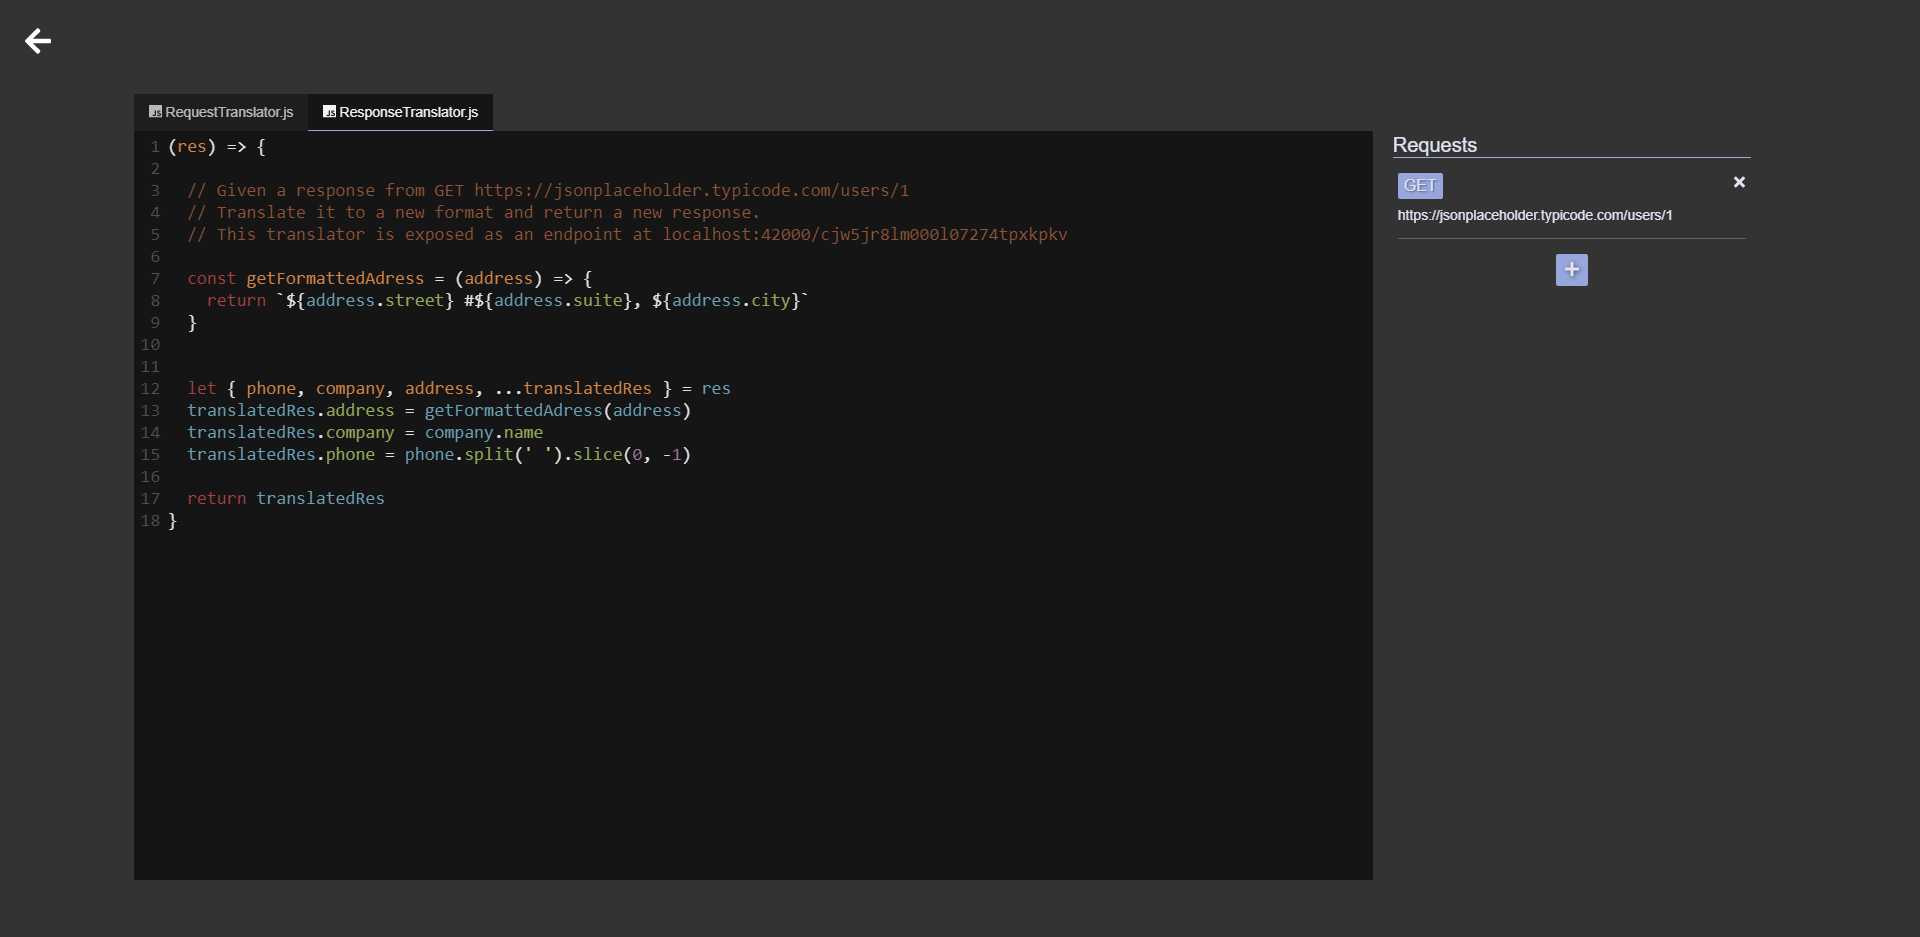 RequestTranslator.js
ResponseTranslator.js
1 (res) => {
2
3   // Given a response from GET https://jsonplaceholder.typicode.com/users/1
4   // Translate it to a new format and return a new response.
5   // This translator is exposed as an endpoint at localhost:42000/cjw5jr8lm000l07274tpxkpkv
6
7   const getFormattedAdress = (address) => {
8     return `${address.street} #${address.suite}, ${address.city}`
9   }
10
11
12   let { phone, company, address, ...translatedRes } = res
13   translatedRes.address = getFormattedAdress(address)
14   translatedRes.company = company.name
15   translatedRes.phone = phone.split(' ').slice(0, -1)
16
17   return translatedRes
18 }
Requests
GET
https://jsonplaceholder.typicode.com/users/1